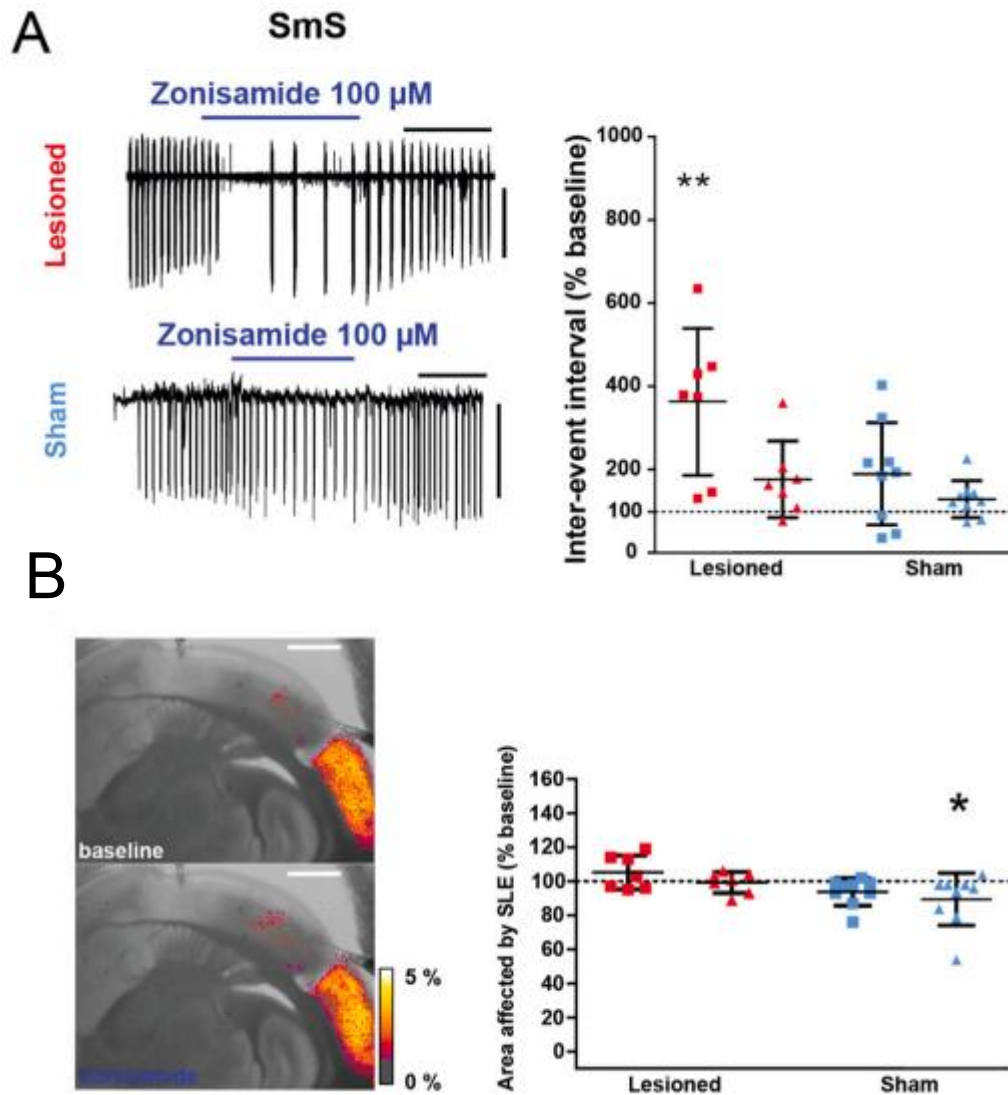 A
SmS
Zonisamide 100 µM
Lesioned
Zonisamide 100 µM
Sham
Inter-event interval (% baseline)
1000
800
600
400
200
100
0
**
Lesioned
Sham
B
baseline
zonisamide
5 %
0 %
Area affected by SLE (% baseline)
160
140
120
100
80
60
40
20
0
*
Lesioned
Sham